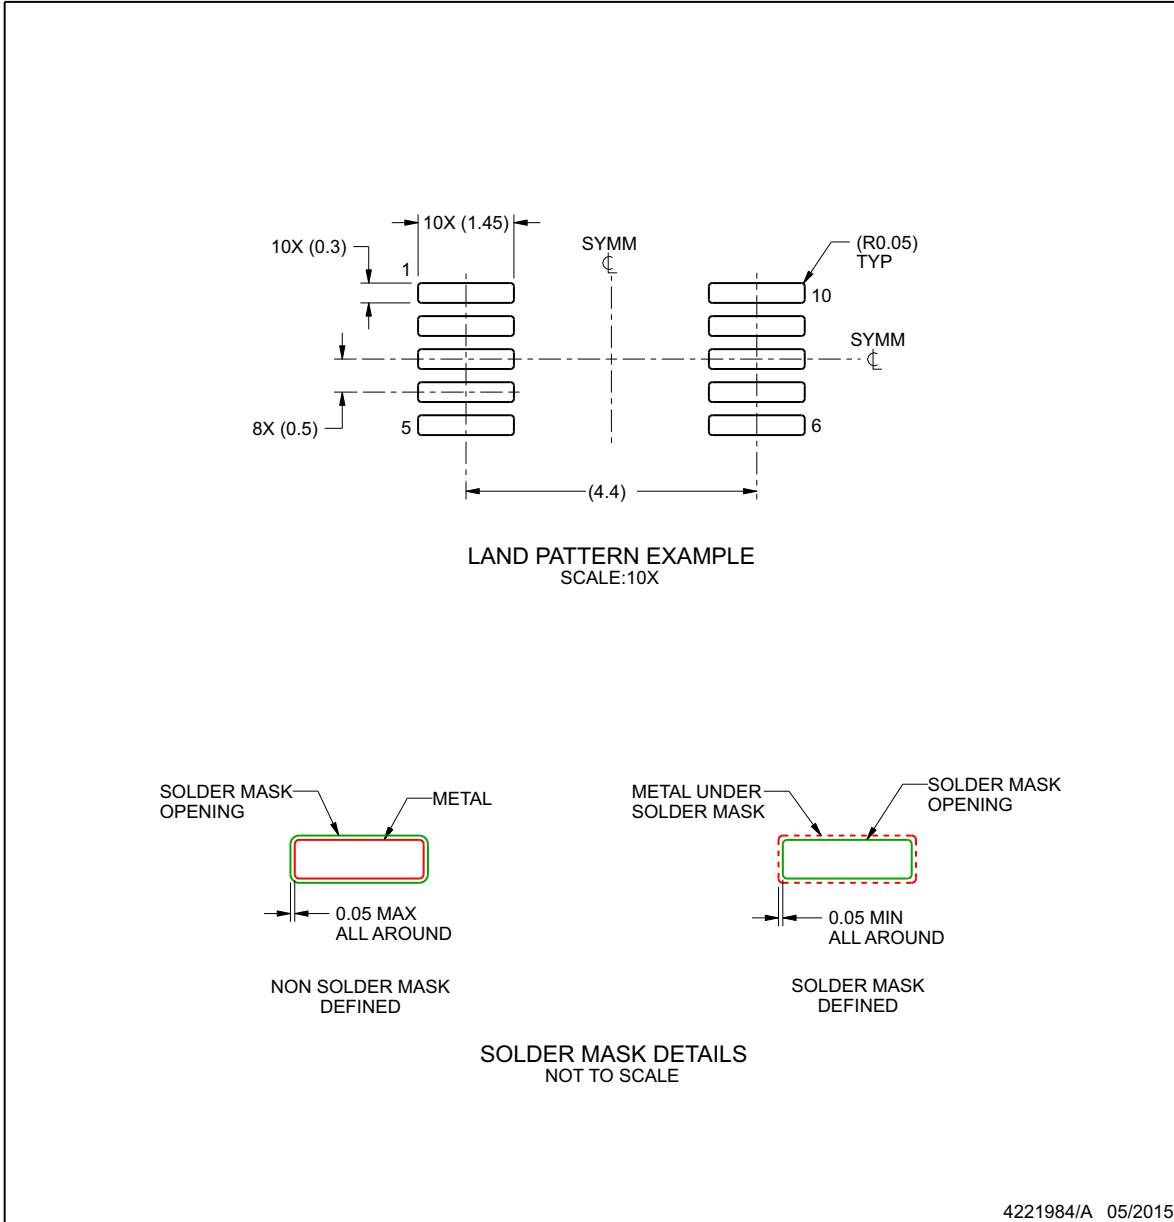 10X (1.45)
10X (0.3)
SYMM
(R0.05)
TYP
1
10
SYMM
8X (0.5)
5
6
(4.4)
LAND PATTERN EXAMPLE
SCALE:10X
SOLDER MASK
OPENING
METAL
METAL UNDER
SOLDER MASK
SOLDER MASK
OPENING
0.05 MAX
ALL AROUND
0.05 MIN
ALL AROUND
NON SOLDER MASK
DEFINED
SOLDER MASK
DEFINED
SOLDER MASK DETAILS
NOT TO SCALE
4221984/A 05/2015